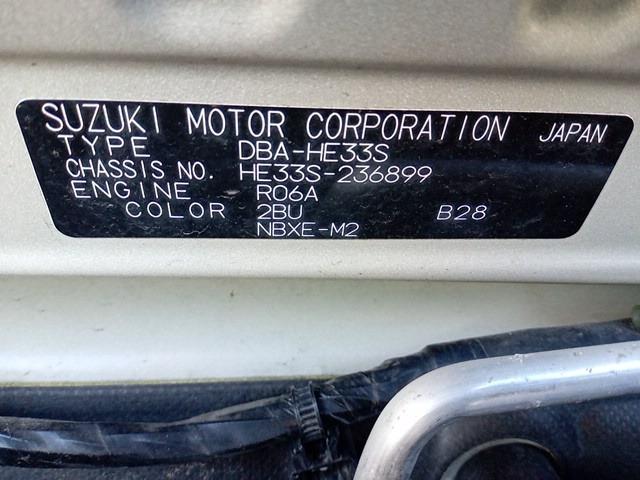 SUZUKI MOTOR CORPORATION JAPAN
TYPE DBA-HE33S
CHASSIS NO. HE33S-236899
ENGINE R06A
COLOR 2BU B28
NBXE-M2